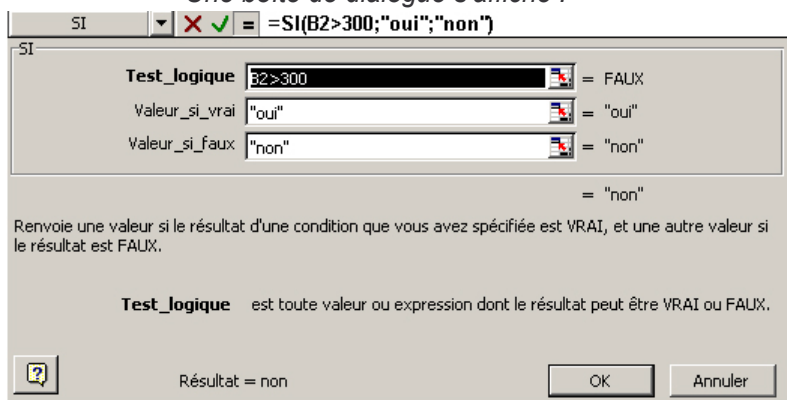 Une boîte de dialogue s'affiche :
SI = =SI(B2>300;"oui";"non")
SI
Test_logique B2>300 = FAUX
Valeur_si_vrai "oui" = "oui"
Valeur_si_faux "non" = "non"
= "non"
Renvoie une valeur si le résultat d'une condition que vous avez spécifiée est VRAI, et une autre valeur si
le résultat est FAUX.
Test_logique est toute valeur ou expression dont le résultat peut être VRAI ou FAUX.
? Résultat = non OK Annuler